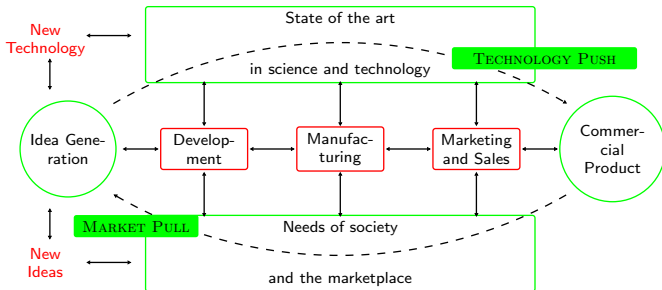 State of the art
New
Technology
TECHNOLOGY PUSH
in science and technology
Idea Gene-
ration
Develop-
ment
Manufac-
turing
Marketing
and Sales
Commer-
cial
Product
MARKET PULL
Needs of society
New
Ideas
and the marketplace